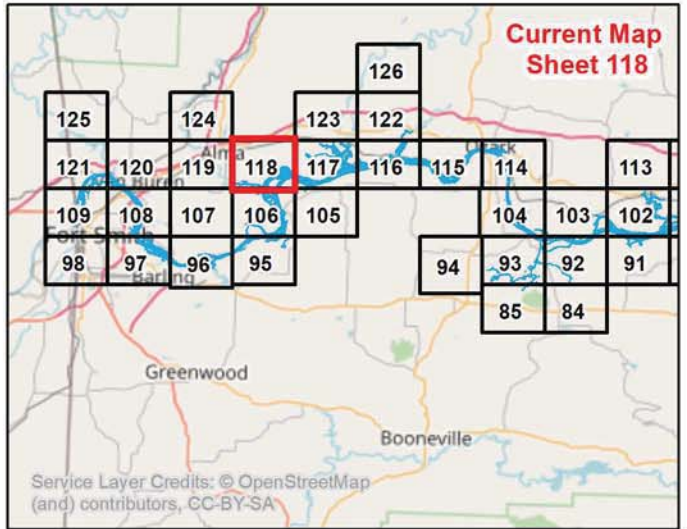 Current Map
Sheet 118
126
125 124 123 122
Alma Ozark
121 120 119 118 117 116 115 114 113
Van Buren
109 108 107 106 105 104 103 102
Fort Smith
98 97 96 95 94 93 92 91
Barling
85 84
Greenwood
Booneville
Service Layer Credits: © OpenStreetMap
(and) contributors, CC-BY-SA